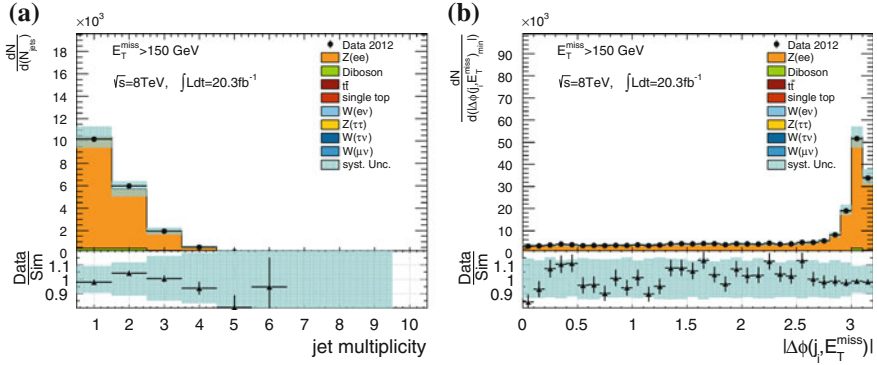 (a)
×10³
dN
d(N_jets)
18
16
14
12
10
8
6
4
2
0
E_T^miss>150 GeV
√s=8TeV, ∫Ldt=20.3fb⁻¹
Data 2012
Z(ee)
Diboson
tt̄
single top
W(eν)
Z(ττ)
W(τν)
W(μν)
syst. Unc.
Data
Sim
1.1
1
0.9
1 2 3 4 5 6 7 8 9 10
jet multiplicity
(b)
×10³
dN
d(|Δϕ(j,E_T^miss)_min|)
90
80
70
60
50
40
30
20
10
0
E_T^miss>150 GeV
√s=8TeV, ∫Ldt=20.3fb⁻¹
Data 2012
Z(ee)
Diboson
tt̄
single top
W(eν)
Z(ττ)
W(τν)
W(μν)
syst. Unc.
Data
Sim
1.1
1
0.9
0 0.5 1 1.5 2 2.5 3
|Δϕ(j_i,E_T^miss)|